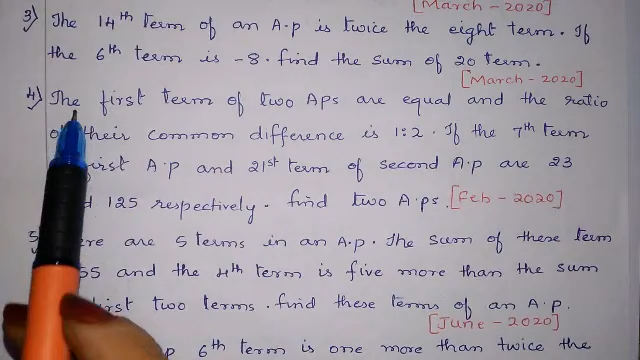 [March-2020]
3) The 14th term of an A.P is twice the eight term. If
the 6th term is -8. find the sum of 20 term.
[March-2020]
4) The first term of two APs are equal and the ratio
their common difference is 1:2. If the 7th term
first A.p and 21st term of second A.p are 23
125 respectively. find two A.ps. [Feb-2020]
5) are 5 terms in an A.p. The sum of these term
55 and the 4th term is five more than the sum
first two terms. find these terms of an A.P.
[June-2020]
6th term is one more than twice the